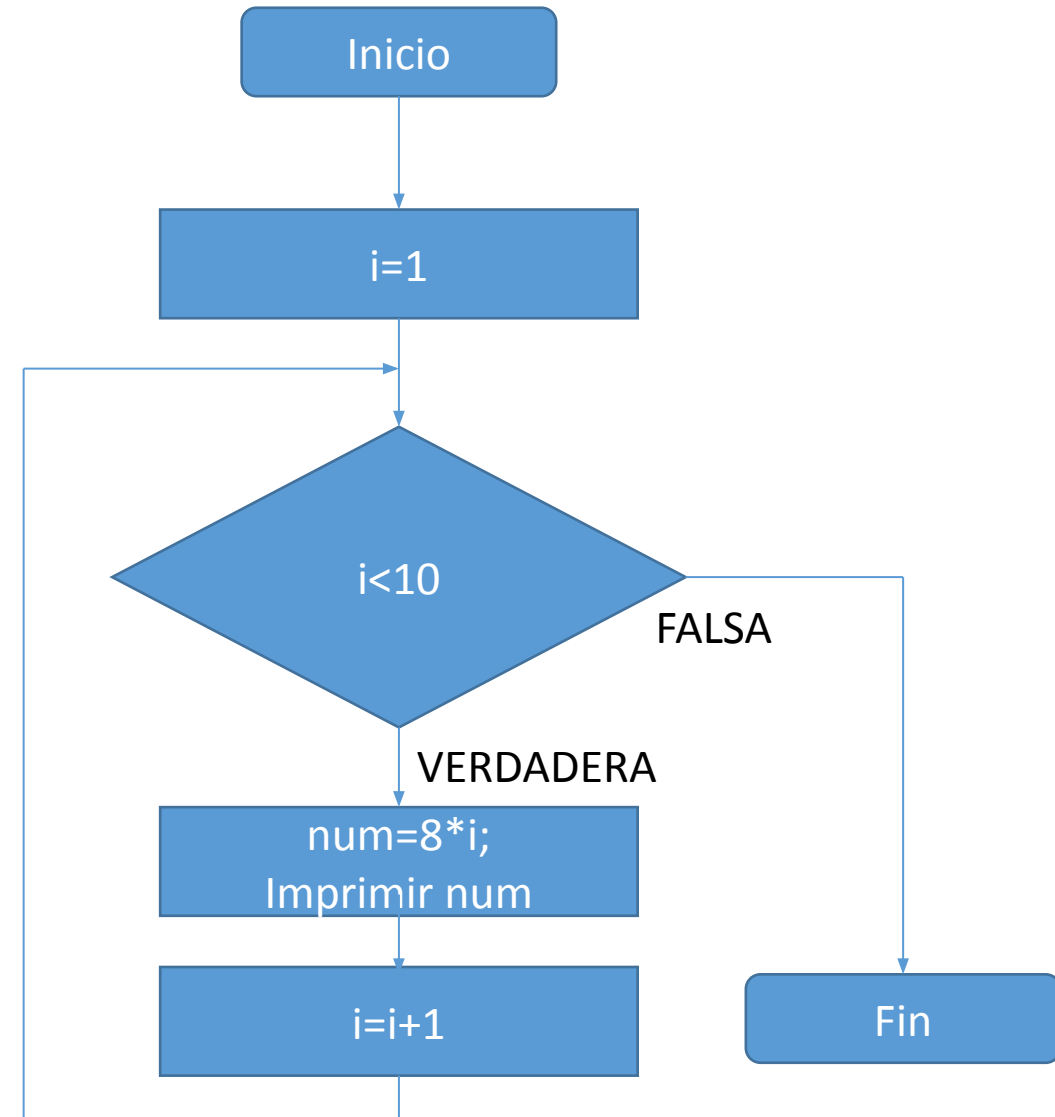 Inicio
i=1
i<10
FALSA
VERDADERA
num=8*i;
Imprimir num
i=i+1
Fin